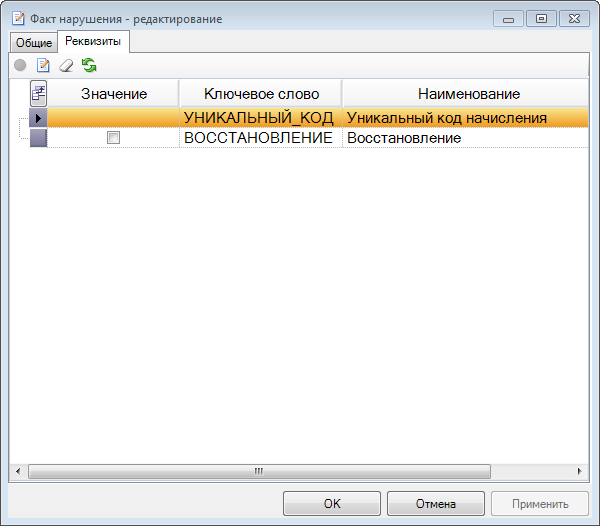 Факт нарушения - редактирование
Общие Реквизиты
Значение Ключевое слово Наименование
УНИКАЛЬНЫЙ_КОД Уникальный код начисления
ВОССТАНОВЛЕНИЕ Восстановление
OK Отмена Применить